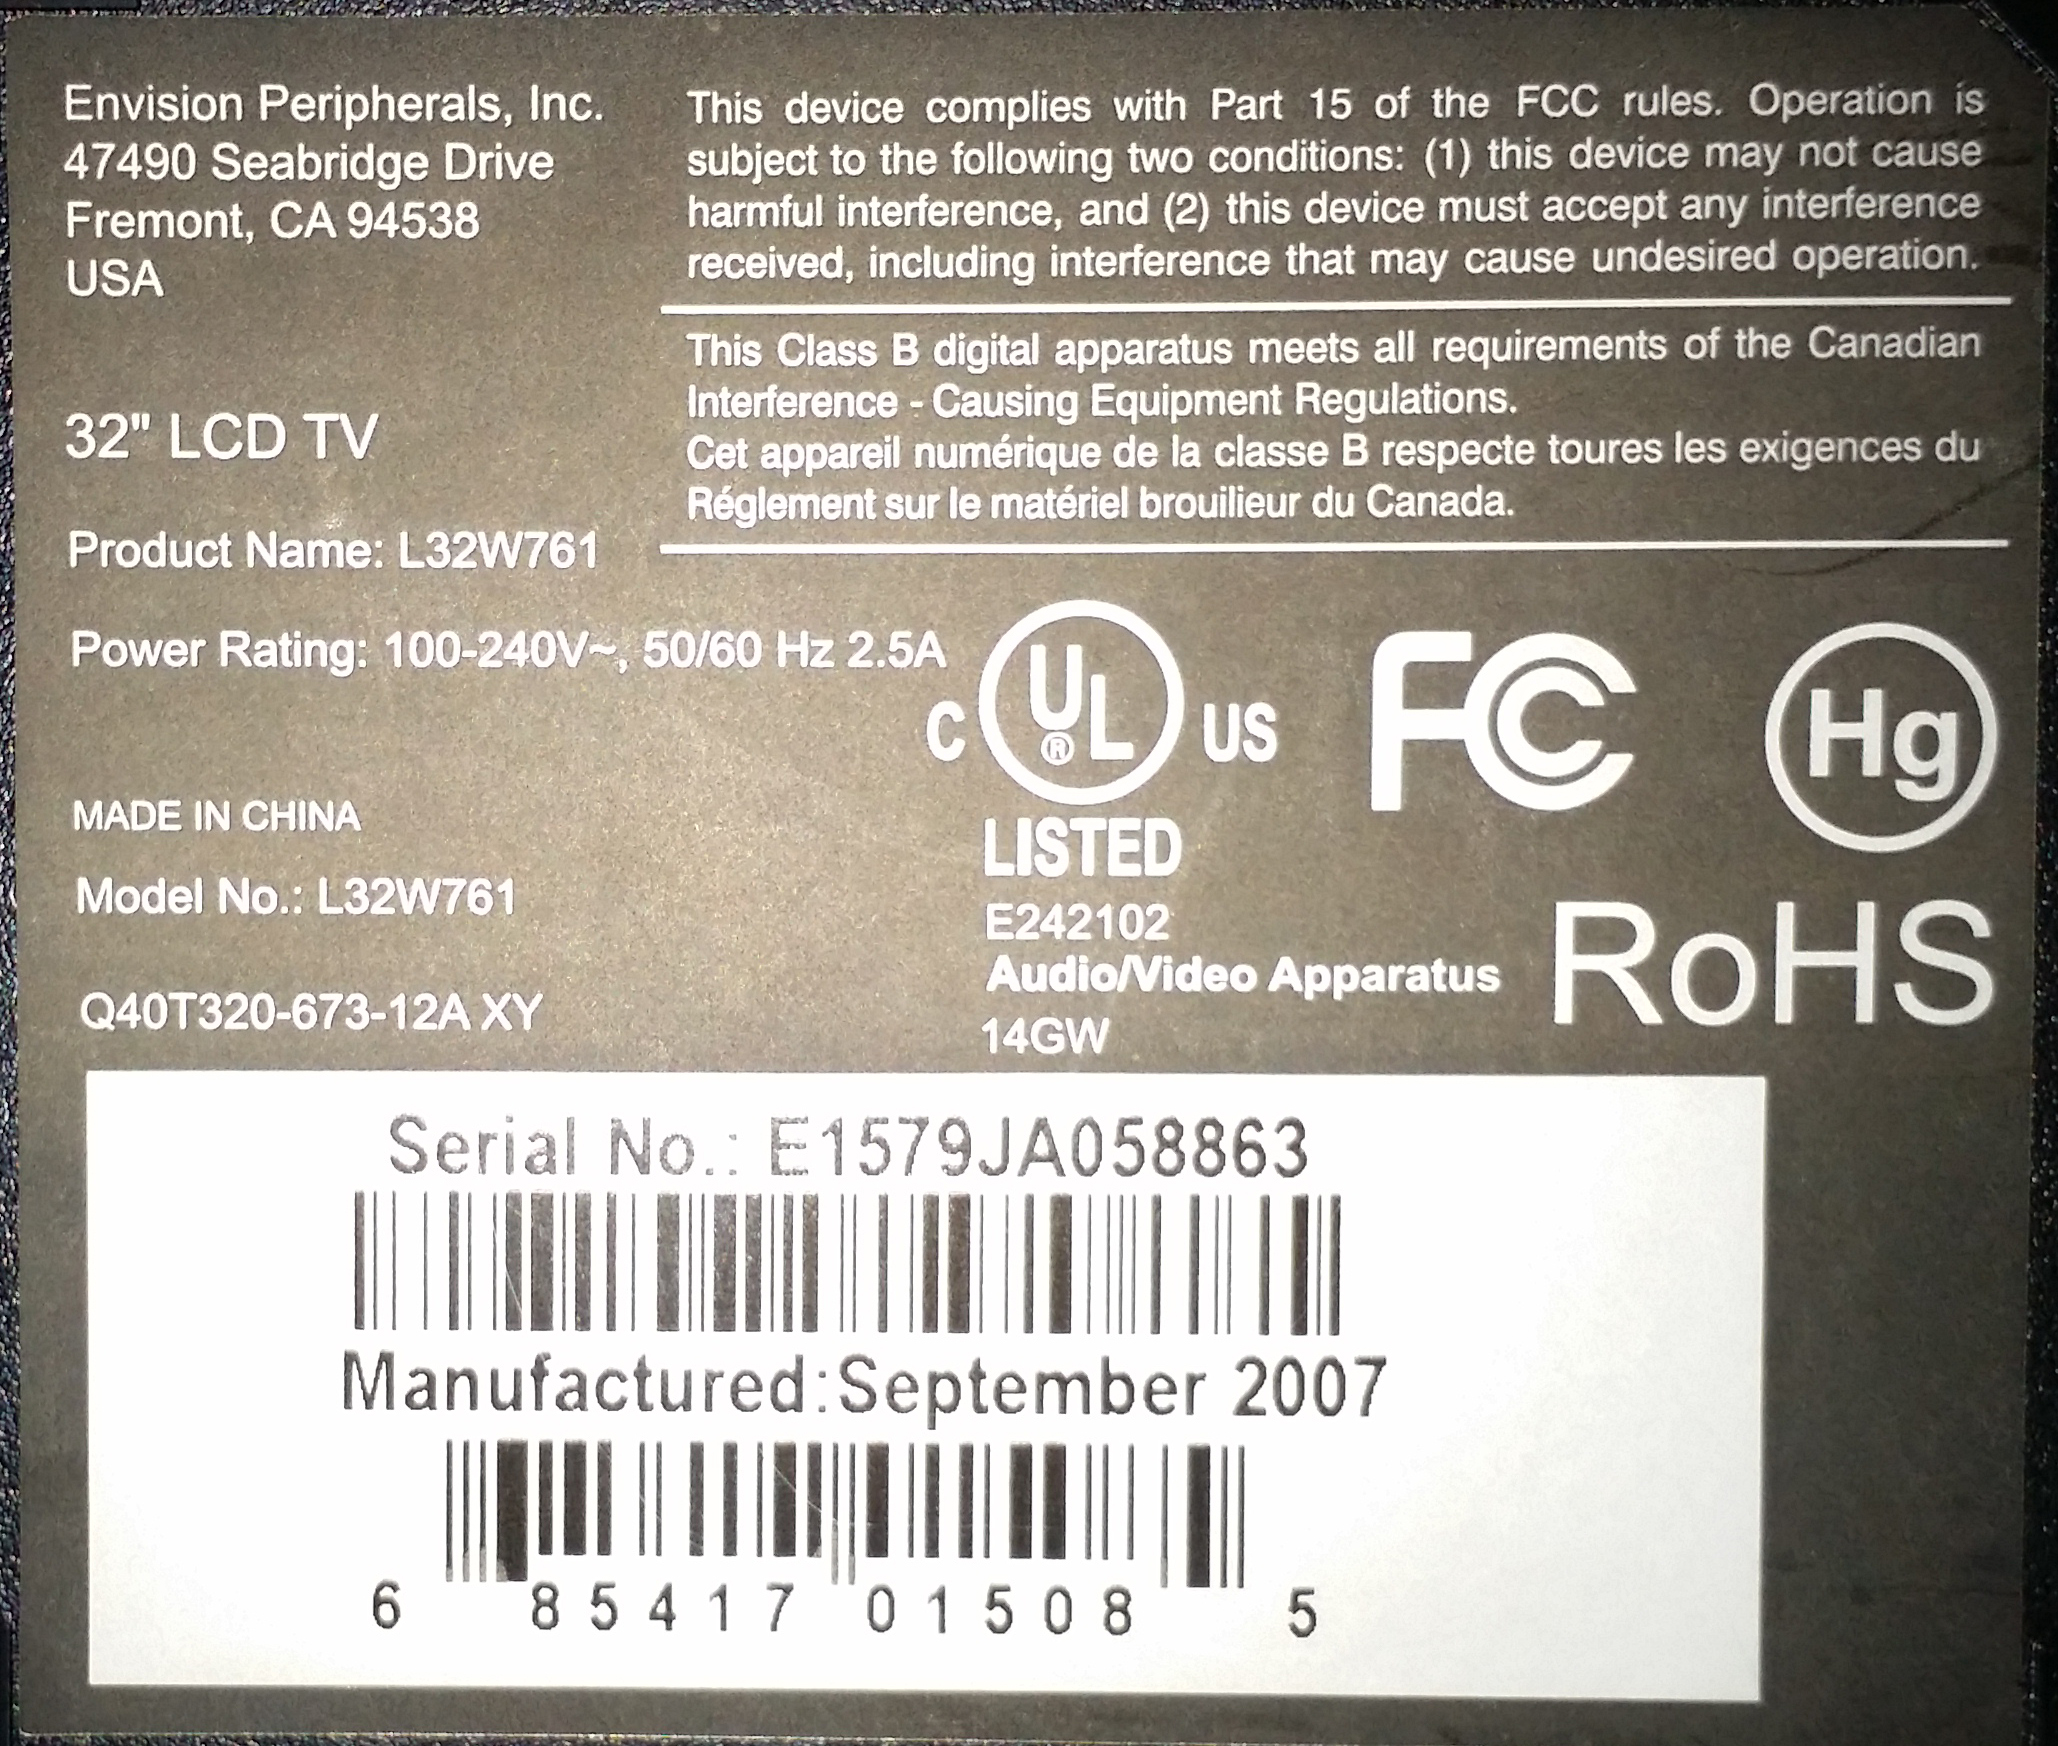 Envision Peripherals, Inc.
47490 Seabridge Drive
Fremont, CA 94538
USA
32" LCD TV
Product Name: L32W761
Power Rating: 100-240V~, 50/60 Hz 2.5A
MADE IN CHINA
Model No.: L32W761
Q40T320-673-12A XY
This device complies with Part 15 of the FCC rules. Operation is
subject to the following two conditions: (1) this device may not cause
harmful interference, and (2) this device must accept any interference
received, including interference that may cause undesired operation.
This Class B digital apparatus meets all requirements of the Canadian
Interference - Causing Equipment Regulations.
Cet appareil numérique de la classe B respecte toures les exigences du
Réglement sur le matériel brouilieur du Canada.
C UL® US
FC
Hg
LISTED
E242102
Audio/Video Apparatus
14GW
RoHS
Serial No.: E1579JA058863
Manufactured:September 2007
6 85417 01508 5